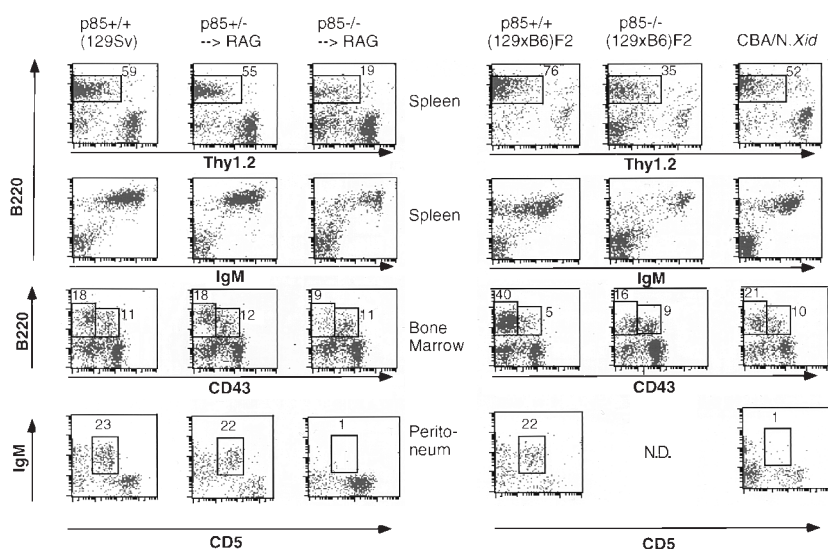 p85+/+ p85+/- p85-/- p85+/+ p85-/-
(129Sv) --> RAG --> RAG (129xB6)F2 (129xB6)F2 CBA/N.Xid
59 55 19 Spleen 76 35 52
Thy1.2 Thy1.2
B220
Spleen
IgM IgM
18 11 18 12 9 11 40 5 16 9 21 10
B220
Bone
Marrow
CD43 CD43
23 22 1 Perito-
neum 22 N.D. 1
IgM
CD5 CD5